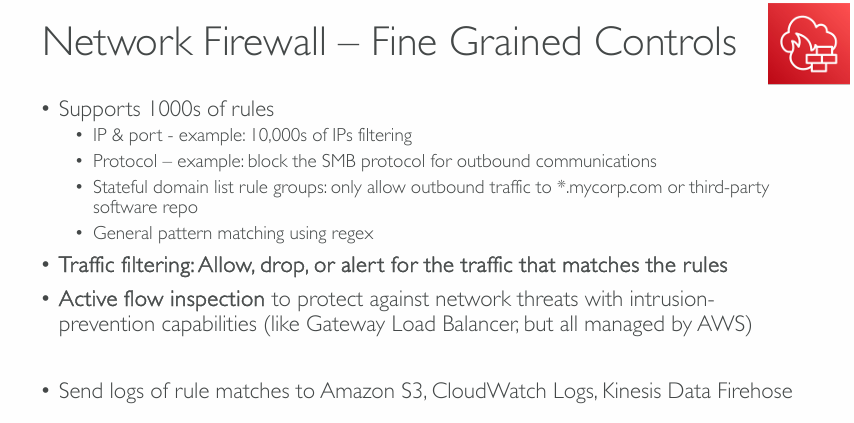 Network Firewall – Fine Grained Controls
• Supports 1000s of rules
• IP & port - example: 10,000s of IPs filtering
• Protocol – example: block the SMB protocol for outbound communications
• Stateful domain list rule groups: only allow outbound traffic to *.mycorp.com or third-party
software repo
• General pattern matching using regex
• Traffic filtering: Allow, drop, or alert for the traffic that matches the rules
• Active flow inspection to protect against network threats with intrusion-
prevention capabilities (like Gateway Load Balancer, but all managed by AWS)
• Send logs of rule matches to Amazon S3, CloudWatch Logs, Kinesis Data Firehose